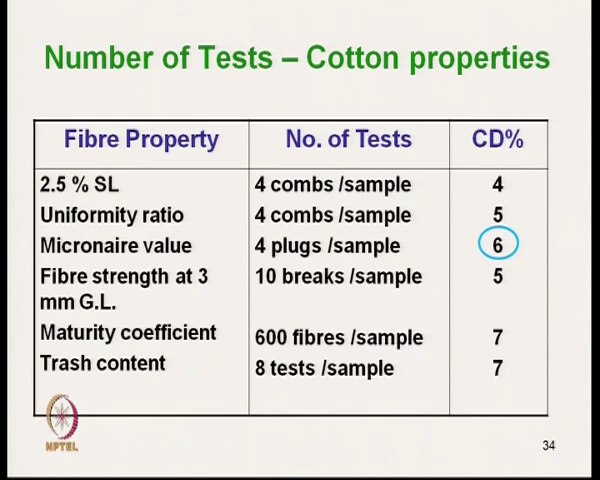 Number of Tests – Cotton properties
Fibre Property No. of Tests CD%
2.5 % SL 4 combs /sample 4
Uniformity ratio 4 combs /sample 5
Micronaire value 4 plugs /sample 6
Fibre strength at 3 10 breaks /sample 5
mm G.L.
Maturity coefficient 600 fibres /sample 7
Trash content 8 tests /sample 7
NPTEL
34